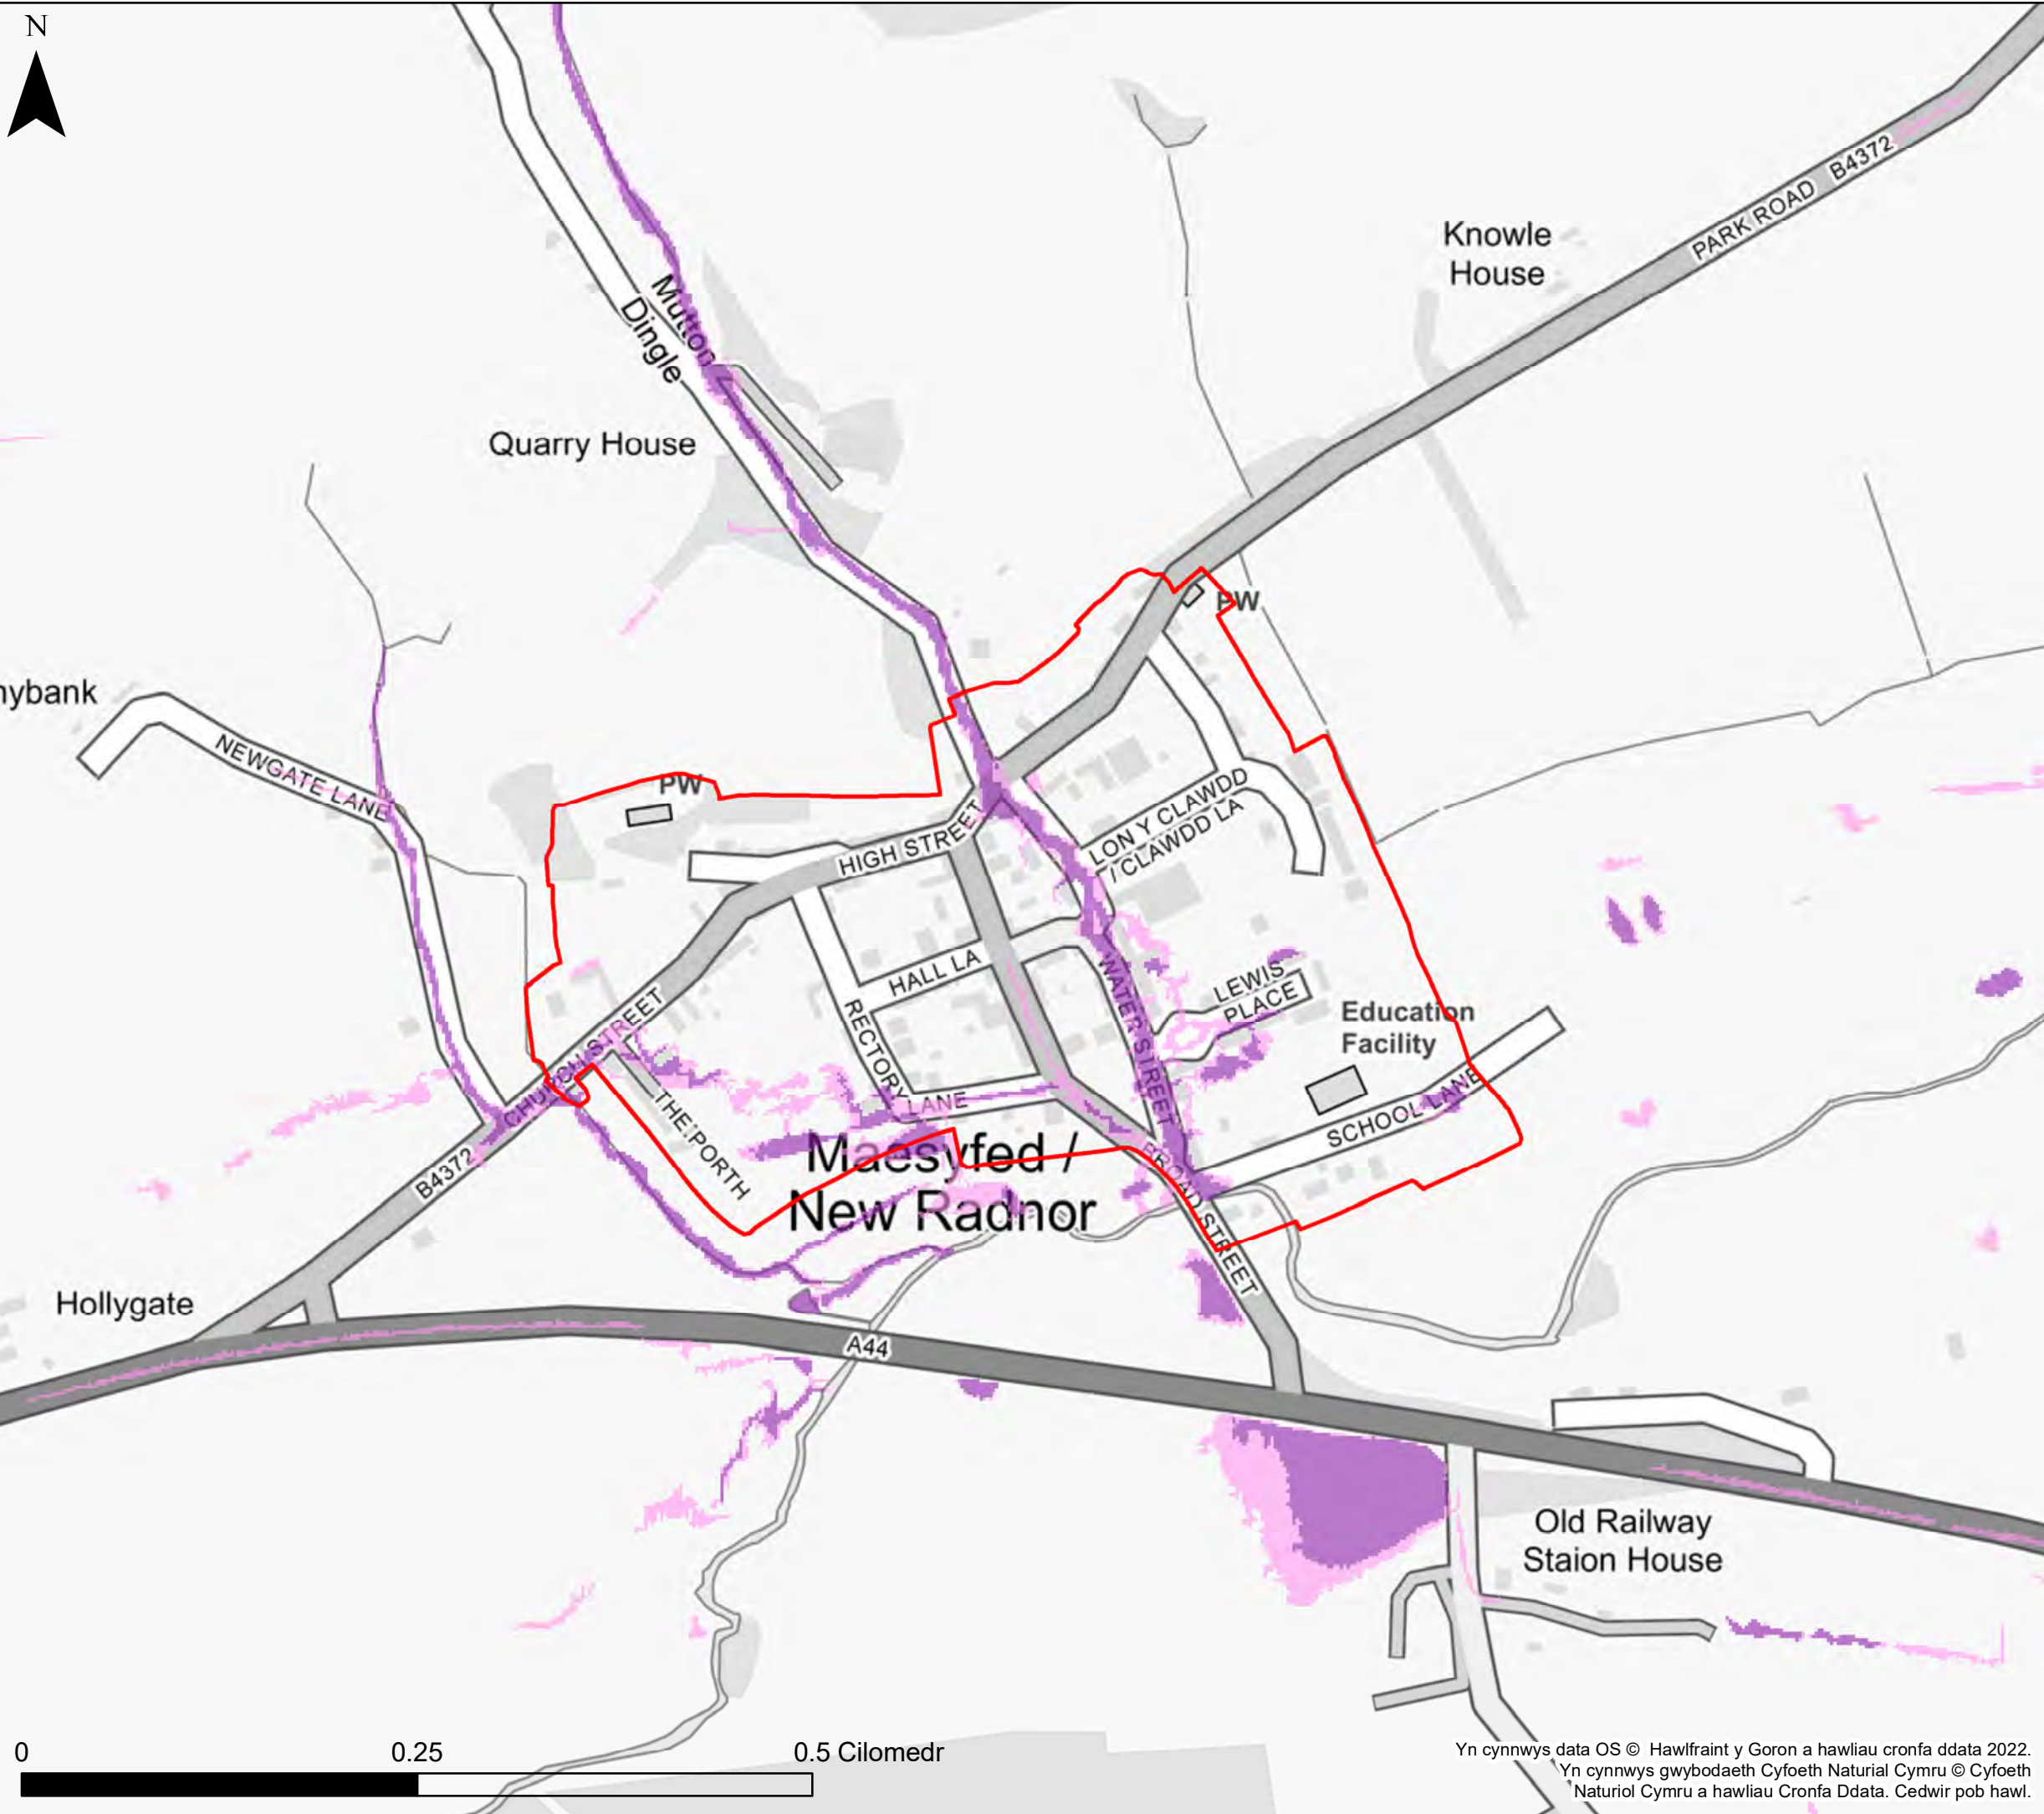 N
PARK ROAD B4372
Knowle
House
Mutton
Dingle
Quarry House
PW
nybank
NEWGATE LANE
PW
LON Y CLAWDD
/ CLAWDD LA
HIGH STREET
HALL LA
WATER STREET
LEWIS
PLACE
RECTORY LANE
Education
Facility
CHURCH STREET
THE PORTH
SCHOOL LANE
Maesyfed /
New Radnor
BROAD STREET
B4372
BROAD STREET
Hollygate
A44
Old Railway
Staion House
0 0.25 0.5 Cilomedr
Yn cynnwys data OS © Hawlfraint y Goron a hawliau cronfa ddata 2022.
Yn cynnwys gwybodaeth Cyfoeth Naturial Cymru © Cyfoeth
Naturiol Cymru a hawliau Cronfa Ddata. Cedwir pob hawl.